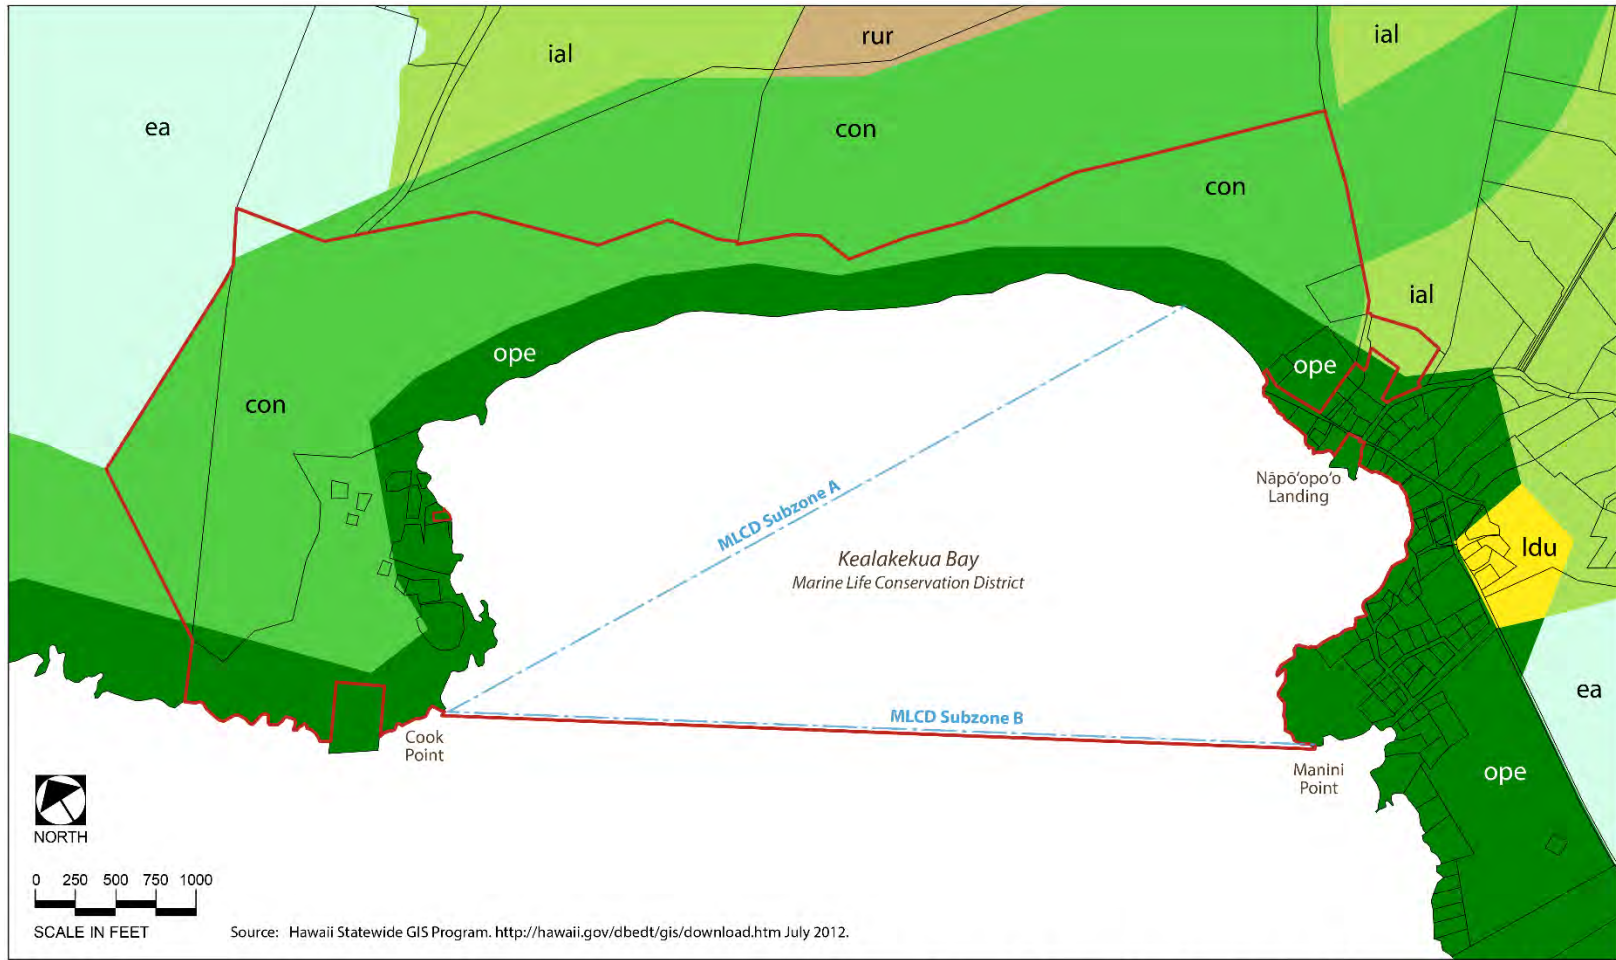 ial
rur
ial
ea
con
con
ial
ope
ope
con
Nāpō‘opo‘o
Landing
MLCD Subzone A
Kealakekua Bay
Marine Life Conservation District
ldu
ea
MLCD Subzone B
Cook
Point
Manini
Point
ope
NORTH
0 250 500 750 1000
SCALE IN FEET
Source: Hawaii Statewide GIS Program. http://hawaii.gov/dbedt/gis/download.htm July 2012.